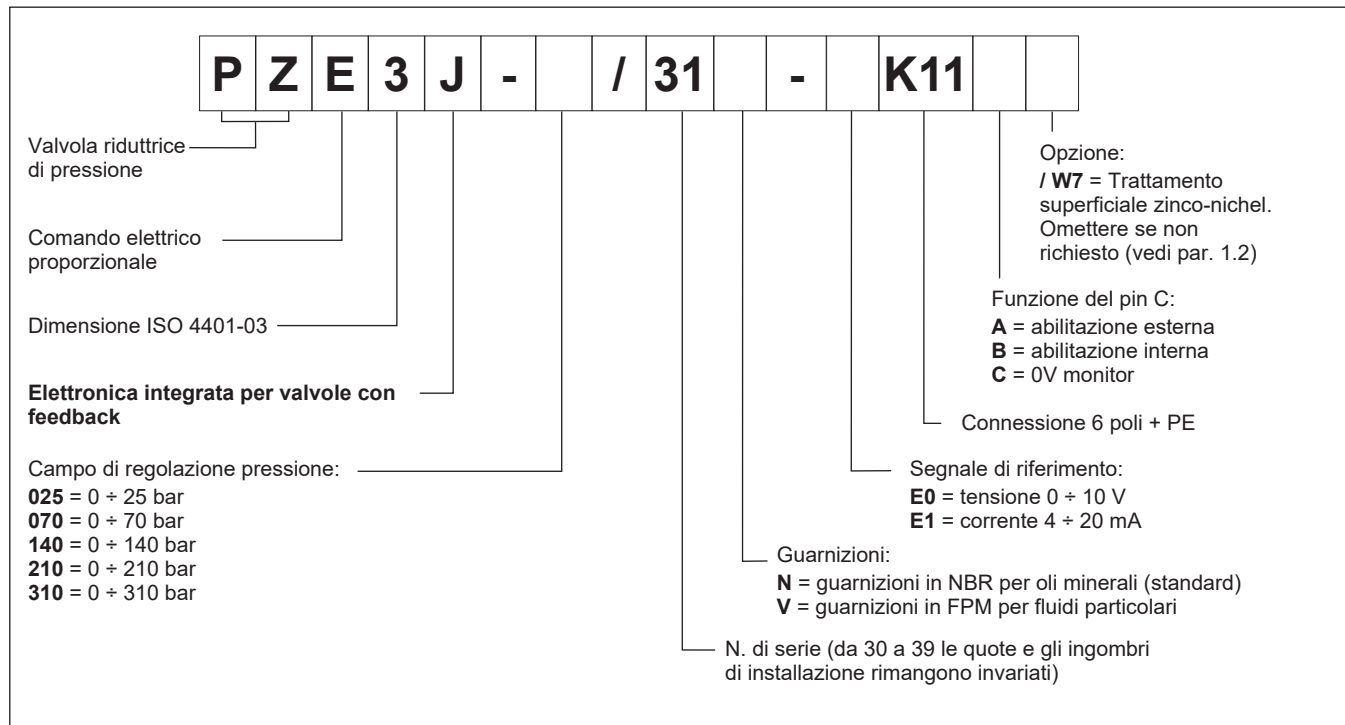 P Z E 3 J - / 31 - K11
Valvola riduttrice
di pressione
Comando elettrico
proporzionale
Dimensione ISO 4401-03
Elettronica integrata per valvole con
feedback
Campo di regolazione pressione:
025 = 0 ÷ 25 bar
070 = 0 ÷ 70 bar
140 = 0 ÷ 140 bar
210 = 0 ÷ 210 bar
310 = 0 ÷ 310 bar
Opzione:
/ W7 = Trattamento
superficiale zinco-nichel.
Omettere se non
richiesto (vedi par. 1.2)
Funzione del pin C:
A = abilitazione esterna
B = abilitazione interna
C = 0V monitor
Connessione 6 poli + PE
Segnale di riferimento:
E0 = tensione 0 ÷ 10 V
E1 = corrente 4 ÷ 20 mA
Guarnizioni:
N = guarnizioni in NBR per oli minerali (standard)
V = guarnizioni in FPM per fluidi particolari
N. di serie (da 30 a 39 le quote e gli ingombri
di installazione rimangono invariati)